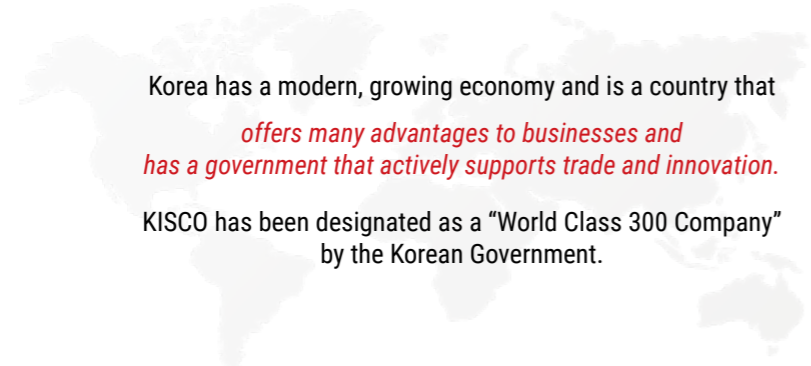 Korea has a modern, growing economy and is a country that
offers many advantages to businesses and
has a government that actively supports trade and innovation.
KISCO has been designated as a “World Class 300 Company”
by the Korean Government.